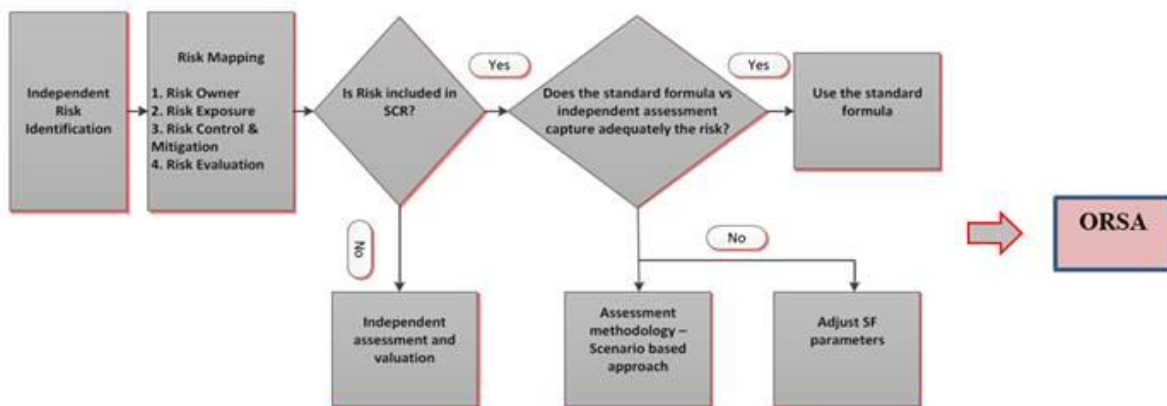 Independent
Risk
Identification
Risk Mapping
1. Risk Owner
2. Risk Exposure
3. Risk Control &
Mitigation
4. Risk Evaluation
Is Risk included in
SCR?
Yes
Does the standard formula vs
independent assessment
capture adequately the risk?
Yes
Use the standard
formula
No
No
ORSA
Independent
assessment and
valuation
Assessment
methodology –
Scenario based
approach
Adjust SF
parameters